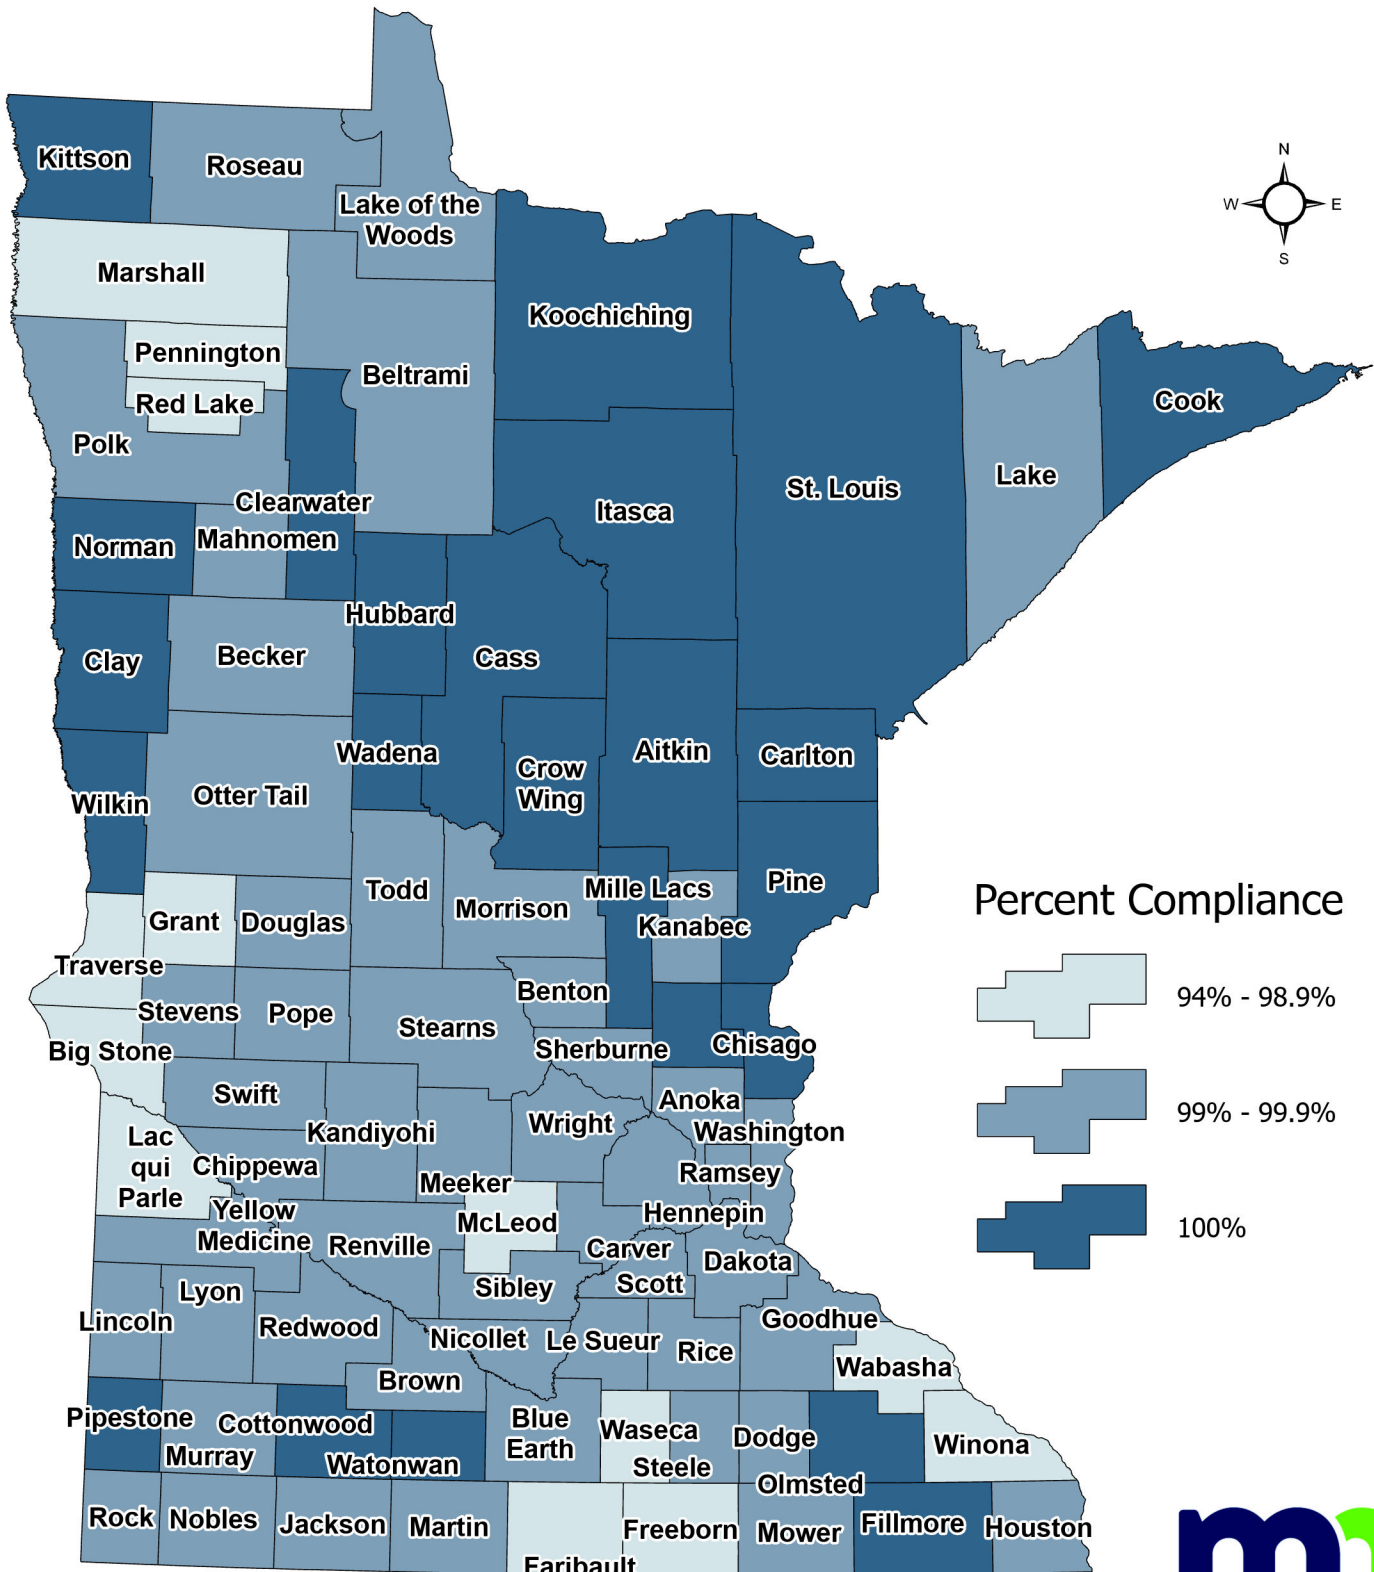 N
W
E
S
Kittson
Roseau
Lake of the
Woods
Marshall
Koochiching
Pennington
Beltrami
Red Lake
Cook
Polk
Lake
St. Louis
Clearwater
Itasca
Norman
Mahnomen
Hubbard
Becker
Cass
Clay
Aitkin
Wadena
Carlton
Crow
Wing
Otter Tail
Wilkin
Pine
Mille Lacs
Todd
Percent Compliance
Morrison
Grant
Douglas
Kanabec
Traverse
Benton
94% - 98.9%
Stevens
Pope
Stearns
Chisago
Sherburne
Big Stone
Swift
Anoka
99% - 99.9%
Wright
Kandiyohi
Washington
Lac
qui
Parle
Chippewa
Ramsey
Meeker
Yellow
Medicine
McLeod
Hennepin
100%
Renville
Carver
Dakota
Scott
Sibley
Lyon
Lincoln
Redwood
Goodhue
Nicollet
Le Sueur
Rice
Wabasha
Brown
Pipestone
Cottonwood
Blue
Earth
Waseca
Dodge
Winona
Murray
Watonwan
Steele
Olmsted
Rock
Nobles
Jackson
Martin
Freeborn
Mower
Fillmore
Houston
Faribault
m